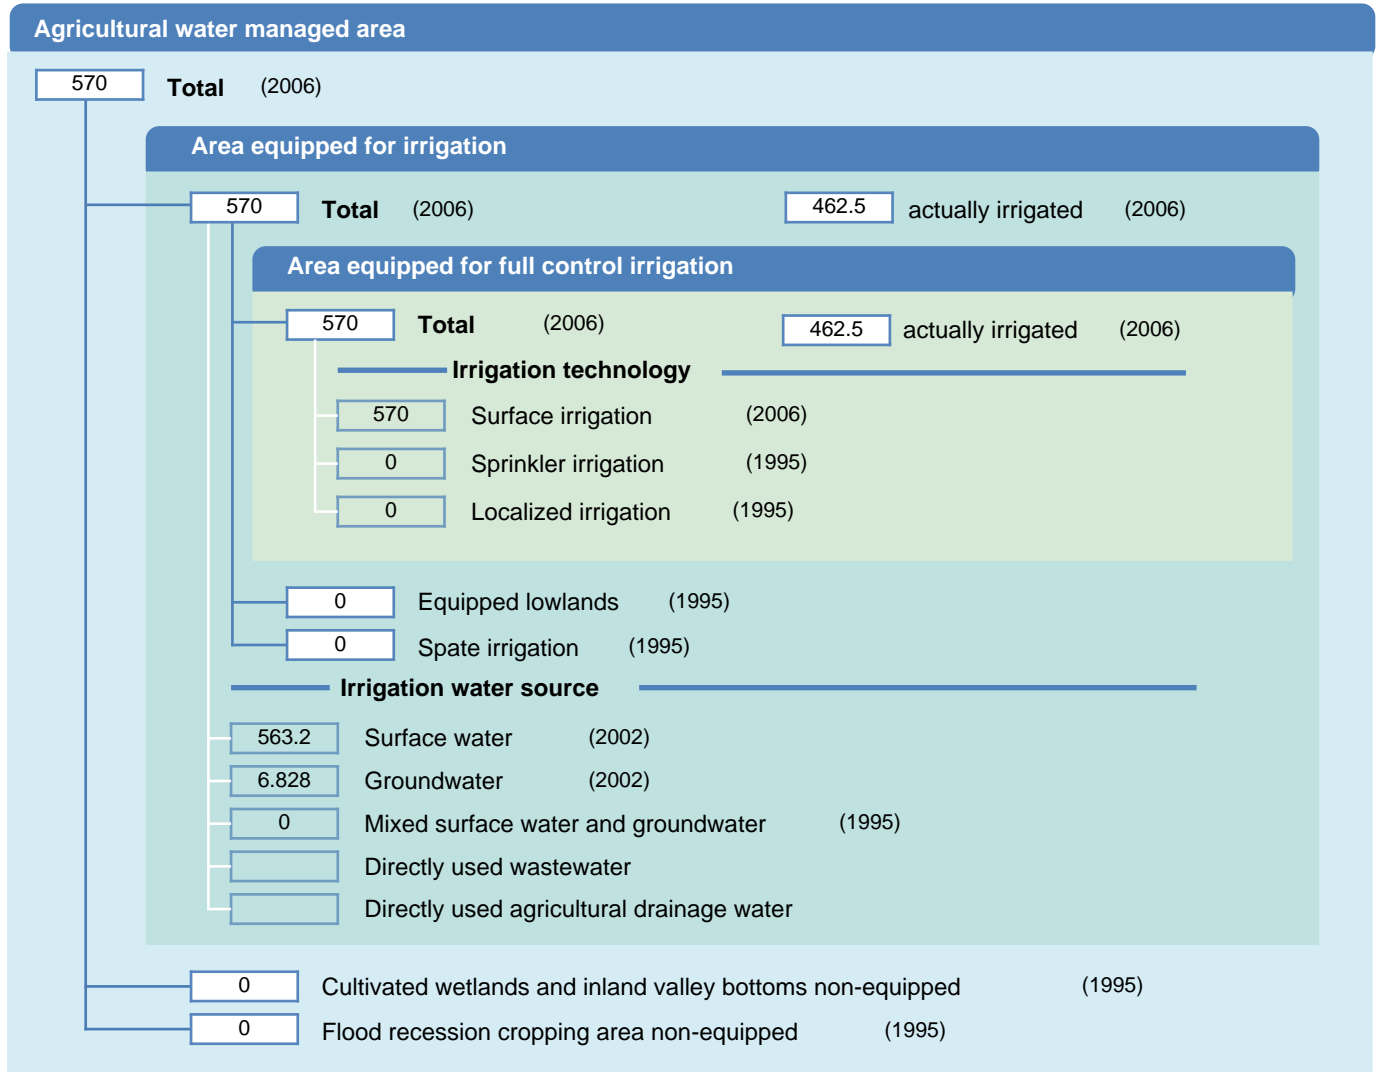 Agricultural water managed area
570 Total (2006)
Area equipped for irrigation
570 Total (2006) 462.5 actually irrigated (2006)
Area equipped for full control irrigation
570 Total (2006) 462.5 actually irrigated (2006)
Irrigation technology
570 Surface irrigation (2006)
0 Sprinkler irrigation (1995)
0 Localized irrigation (1995)
0 Equipped lowlands (1995)
0 Spate irrigation (1995)
Irrigation water source
563.2 Surface water (2002)
6.828 Groundwater (2002)
0 Mixed surface water and groundwater (1995)
Directly used wastewater
Directly used agricultural drainage water
0 Cultivated wetlands and inland valley bottoms non-equipped (1995)
0 Flood recession cropping area non-equipped (1995)